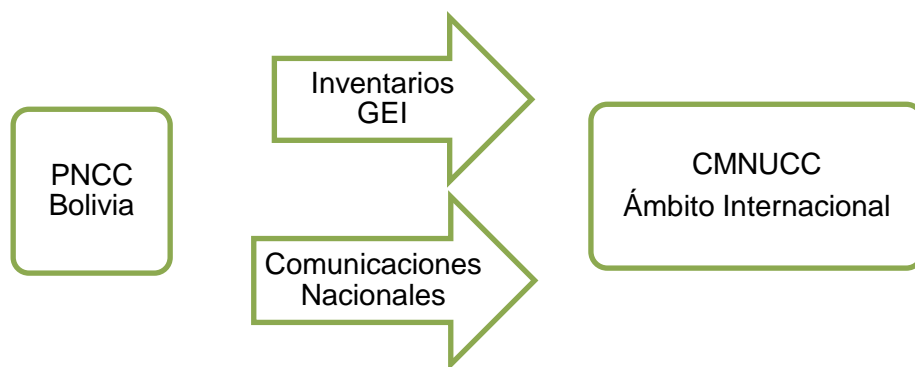 PNCC
Bolivia
Inventarios
GEI
Comunicaciones
Nacionales
CMNUCC
Ámbito Internacional